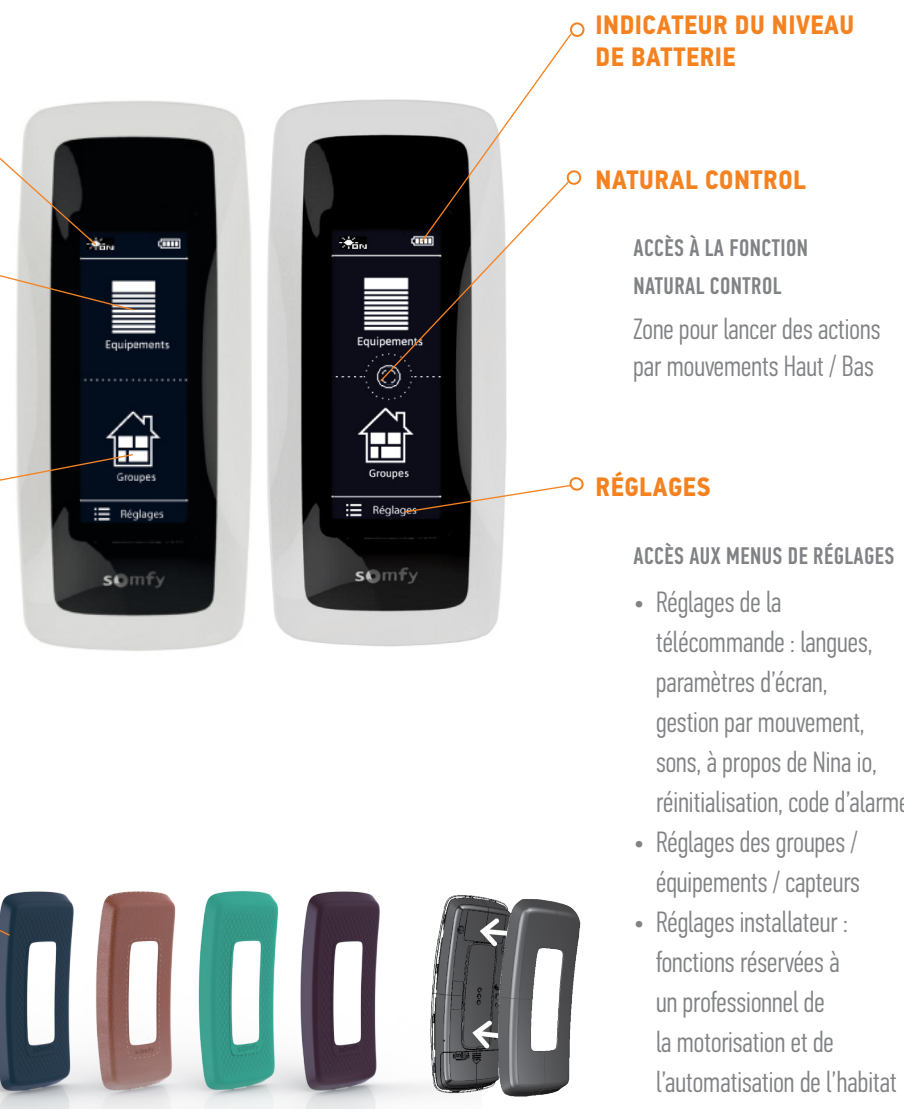 INDICATEUR DU NIVEAU
DE BATTERIE
NATURAL CONTROL
ACCÈS À LA FONCTION
NATURAL CONTROL
Zone pour lancer des actions
par mouvements Haut / Bas
RÉGLAGES
ACCÈS AUX MENUS DE RÉGLAGES
• Réglages de la
télécommande : langues,
paramètres d'écran,
gestion par mouvement,
sons, à propos de Nina io,
réinitialisation, code d'alarme
• Réglages des groupes /
équipements / capteurs
• Réglages installateur :
fonctions réservées à
un professionnel de
la motorisation et de
l'automatisation de l'habitat
ON
Equipements
Groupes
Réglages
somfy
ON
Equipements
Groupes
Réglages
somfy